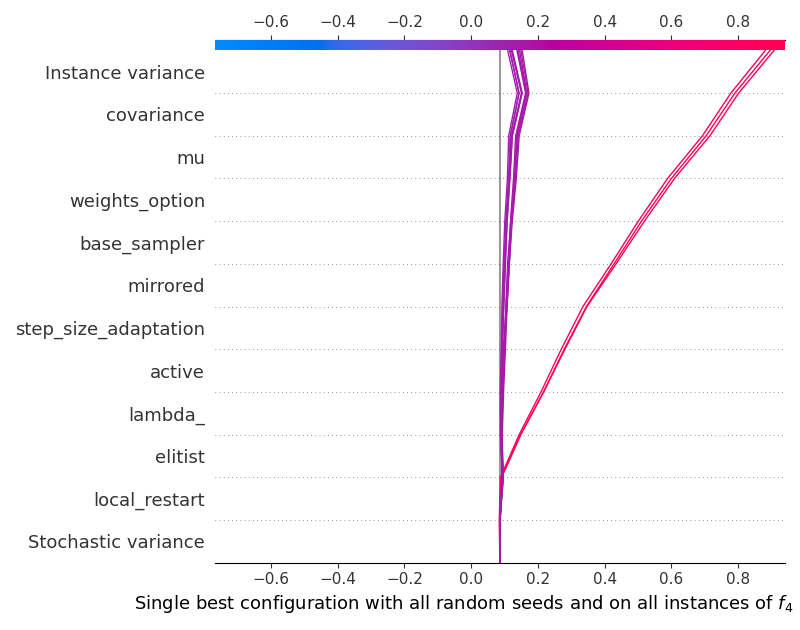 −0.6 −0.4 −0.2 0.0 0.2 0.4 0.6 0.8
Instance variance
covariance
mu
weights_option
base_sampler
mirrored
step_size_adaptation
active
lambda_
elitist
local_restart
Stochastic variance
−0.6 −0.4 −0.2 0.0 0.2 0.4 0.6 0.8
Single best configuration with all random seeds and on all instances of f4